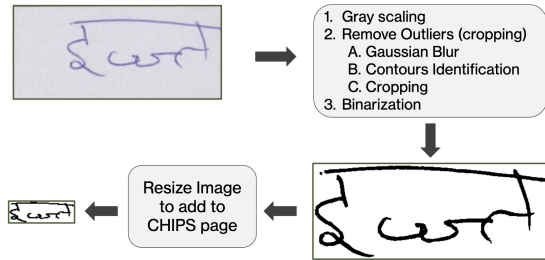 1. Gray scaling
2. Remove Outliers (cropping)
A. Gaussian Blur
B. Contours Identification
C. Cropping
3. Binarization
Resize Image
to add to
CHIPS page